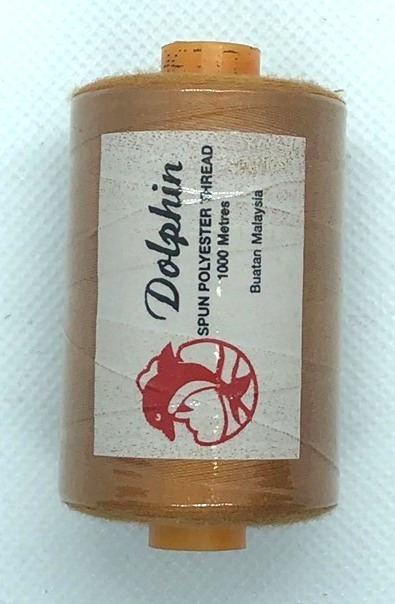 Dolphin
SPUN POLYESTER THREAD
1000 Metres
Buatan Malaysia